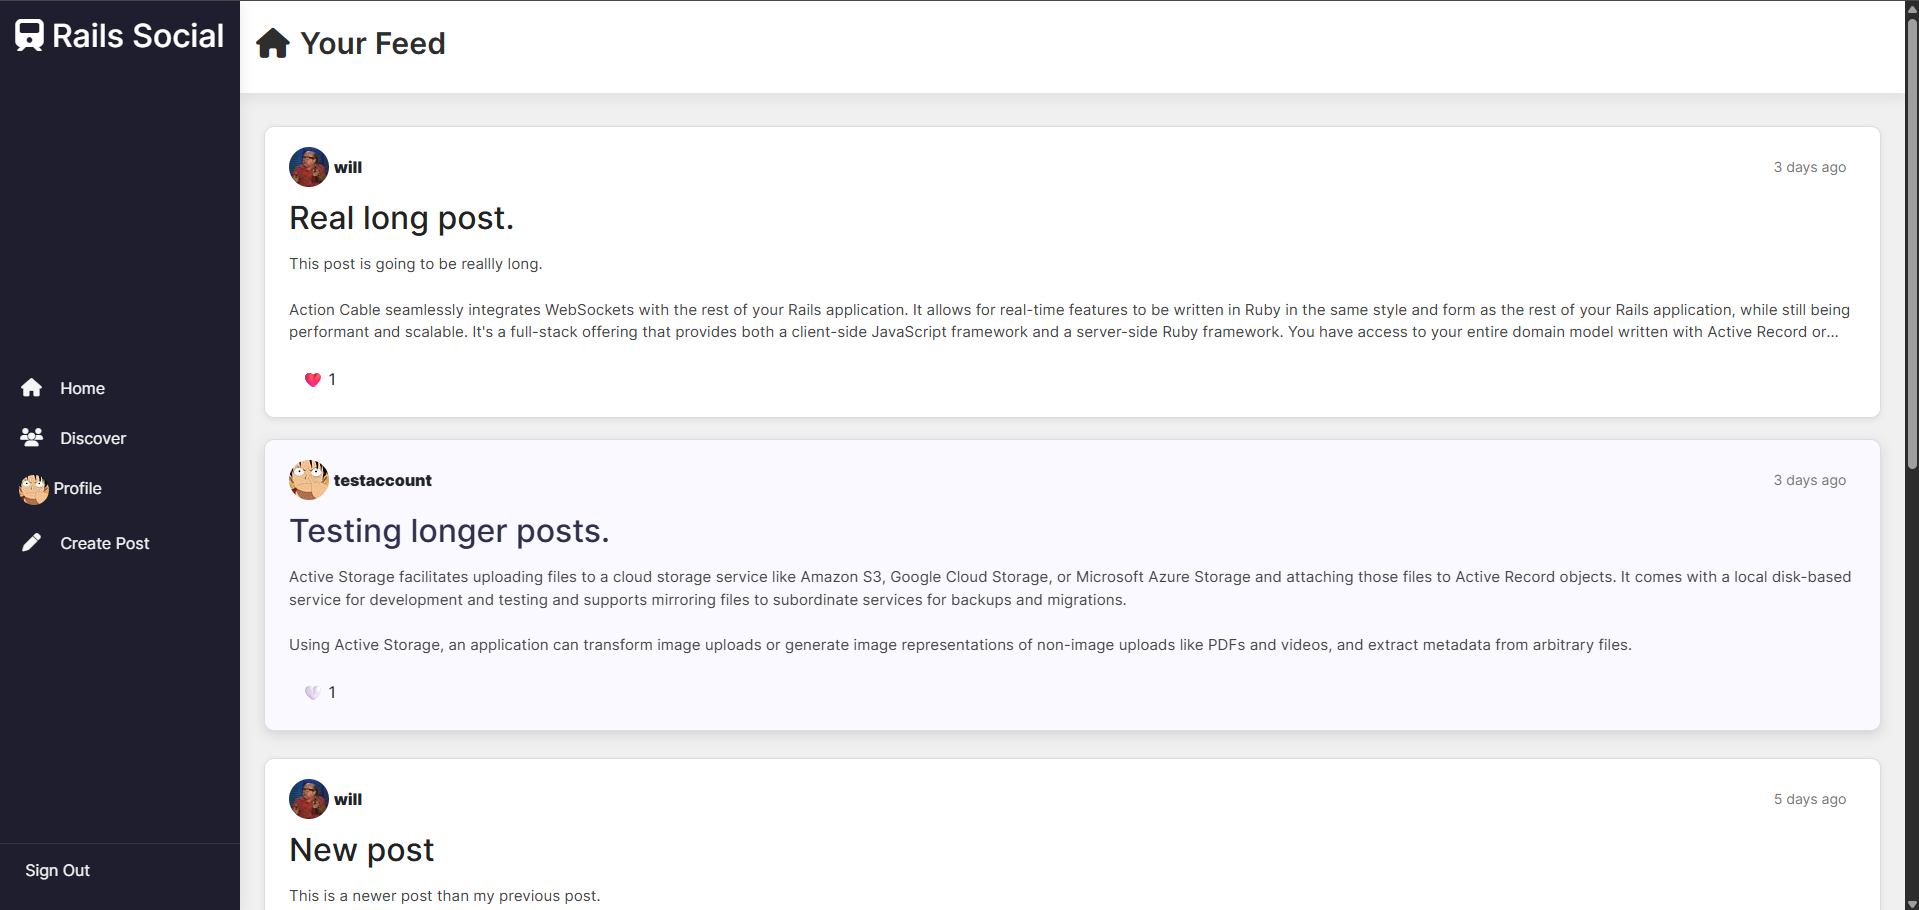 Rails Social
Home
Discover
Profile
Create Post
Sign Out
Your Feed
will
3 days ago
Real long post.
This post is going to be reallly long.
Action Cable seamlessly integrates WebSockets with the rest of your Rails application. It allows for real-time features to be written in Ruby in the same style and form as the rest of your Rails application, while still being
performant and scalable. It's a full-stack offering that provides both a client-side JavaScript framework and a server-side Ruby framework. You have access to your entire domain model written with Active Record or...
1
testaccount
3 days ago
Testing longer posts.
Active Storage facilitates uploading files to a cloud storage service like Amazon S3, Google Cloud Storage, or Microsoft Azure Storage and attaching those files to Active Record objects. It comes with a local disk-based
service for development and testing and supports mirroring files to subordinate services for backups and migrations.
Using Active Storage, an application can transform image uploads or generate image representations of non-image uploads like PDFs and videos, and extract metadata from arbitrary files.
1
will
5 days ago
New post
This is a newer post than my previous post.